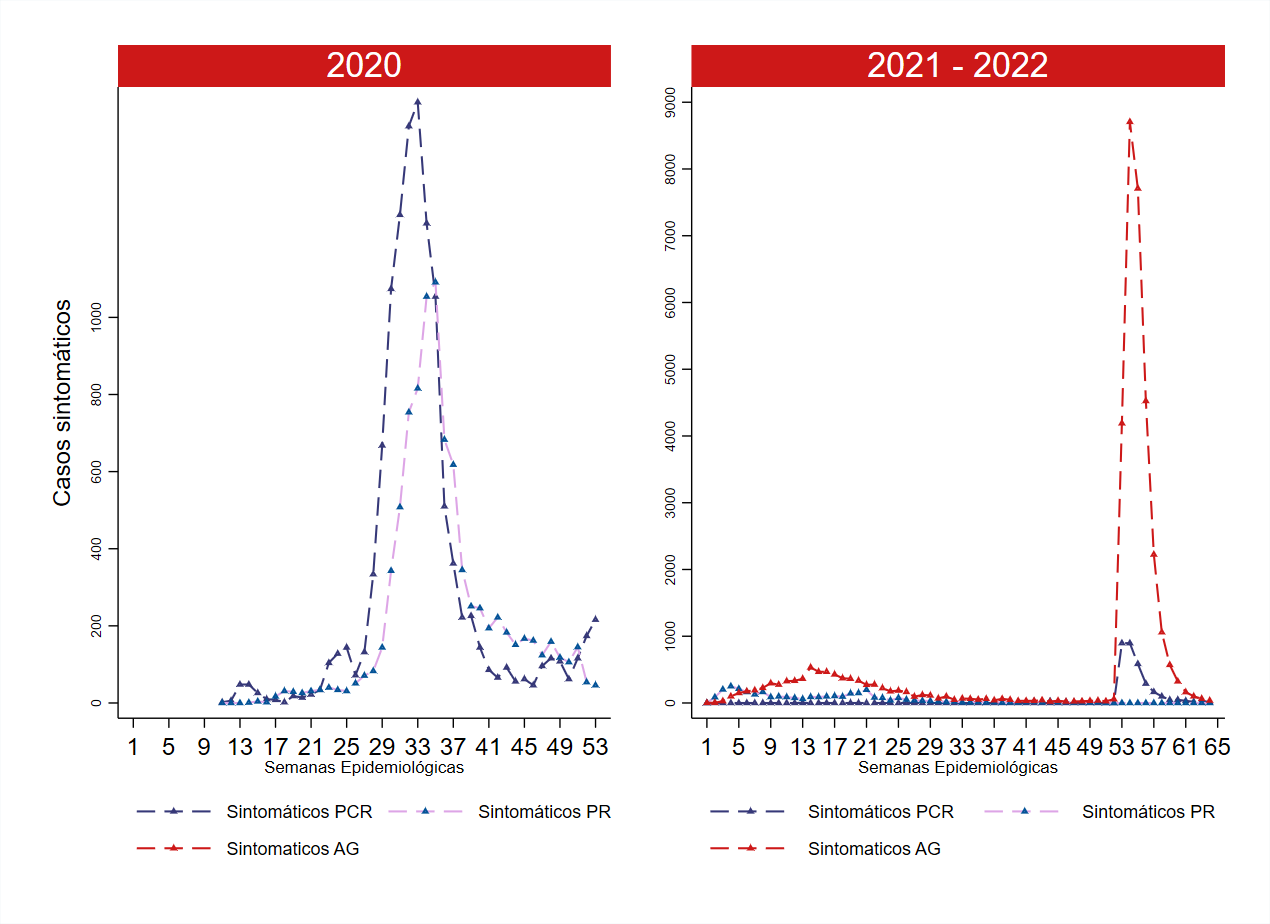 2020
Casos sintomáticos
1000
800
600
400
200
0
1 5 9 13 17 21 25 29 33 37 41 45 49 53
Semanas Epidemiológicas
Sintomáticos PCR Sintomáticos PR
Sintomaticos AG
2021 - 2022
9000
8000
7000
6000
5000
4000
3000
2000
1000
0
1 5 9 13 17 21 25 29 33 37 41 45 49 53 57 61 65
Semanas Epidemiológicas
Sintomáticos PCR Sintomáticos PR
Sintomaticos AG